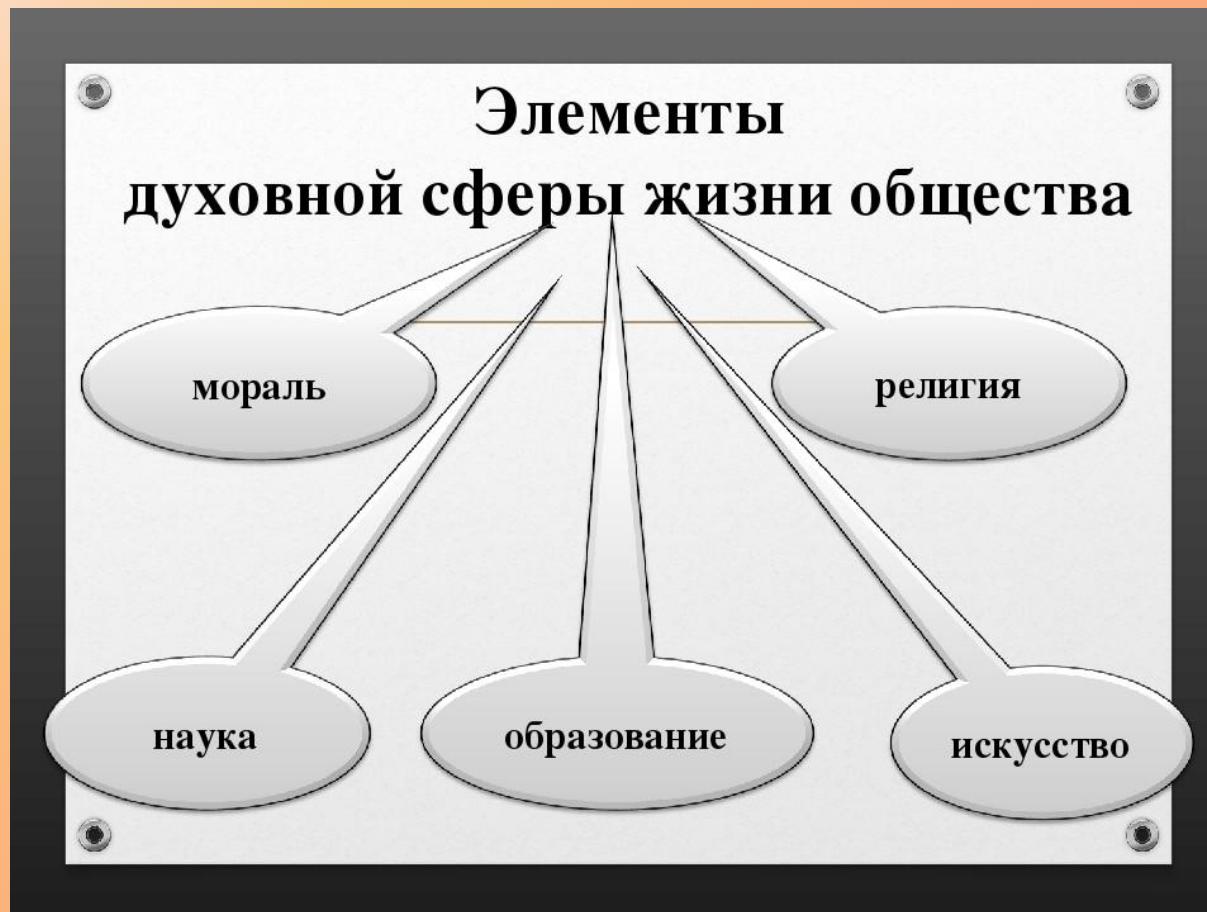 Элементы
духовной сферы жизни общества
мораль
религия
наука
образование
искусство